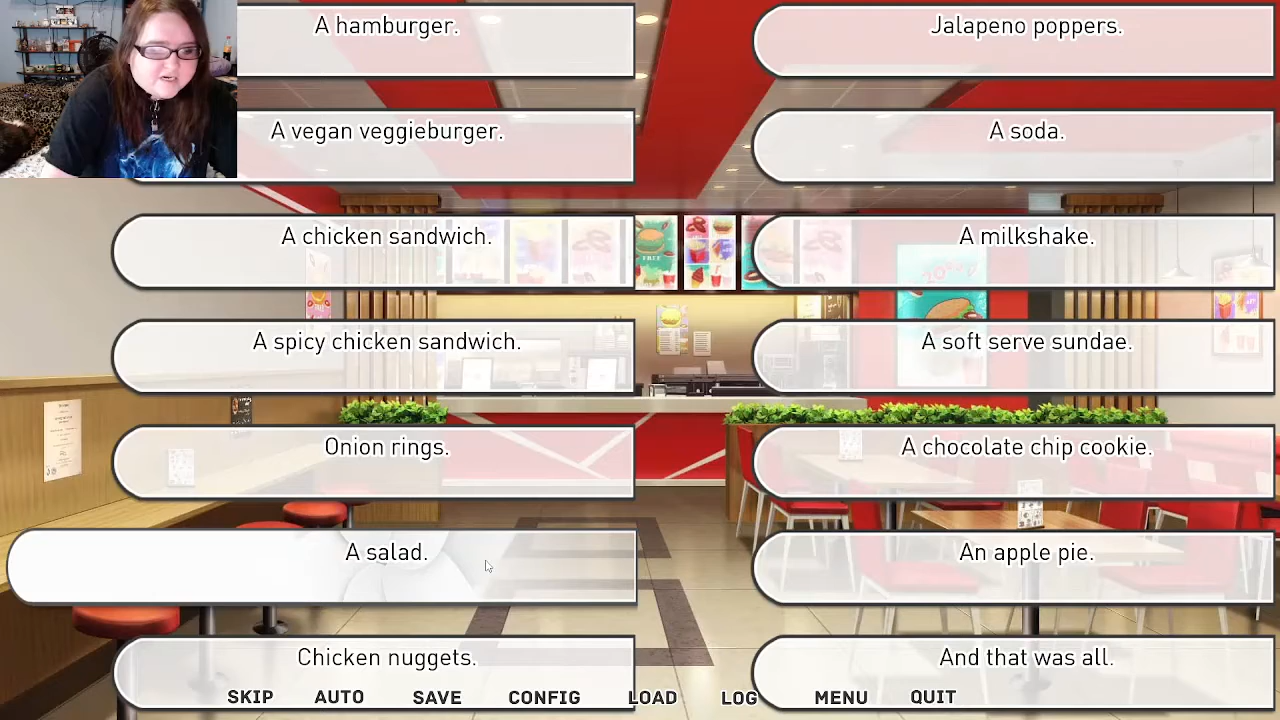 A hamburger.
A vegan veggieburger.
A chicken sandwich.
A spicy chicken sandwich.
Onion rings.
A salad.
Chicken nuggets.
Jalapeno poppers.
A soda.
A milkshake.
A soft serve sundae.
A chocolate chip cookie.
An apple pie.
And that was all.
FREE
20%
SKIP AUTO SAVE CONFIG LOAD LOG MENU QUIT